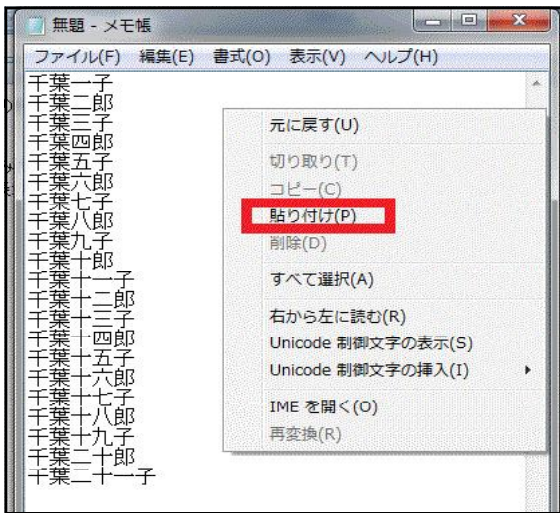 無題 - メモ帳
ファイル(F) 編集(E) 書式(O) 表示(V) ヘルプ(H)
千葉一子
千葉二郎
千葉三子
千葉四郎
千葉五子
千葉六郎
千葉七子
千葉八郎
千葉九子
千葉十郎
千葉十一子
千葉十二郎
千葉十三子
千葉十四郎
千葉十五子
千葉十六郎
千葉十七子
千葉十八郎
千葉十九子
千葉二十郎
千葉二十一子
元に戻す(U)
切り取り(T)
コピー(C)
貼り付け(P)
削除(D)
すべて選択(A)
右から左に読む(R)
Unicode 制御文字の表示(S)
Unicode 制御文字の挿入(I)
IME を開く(O)
再変換(R)